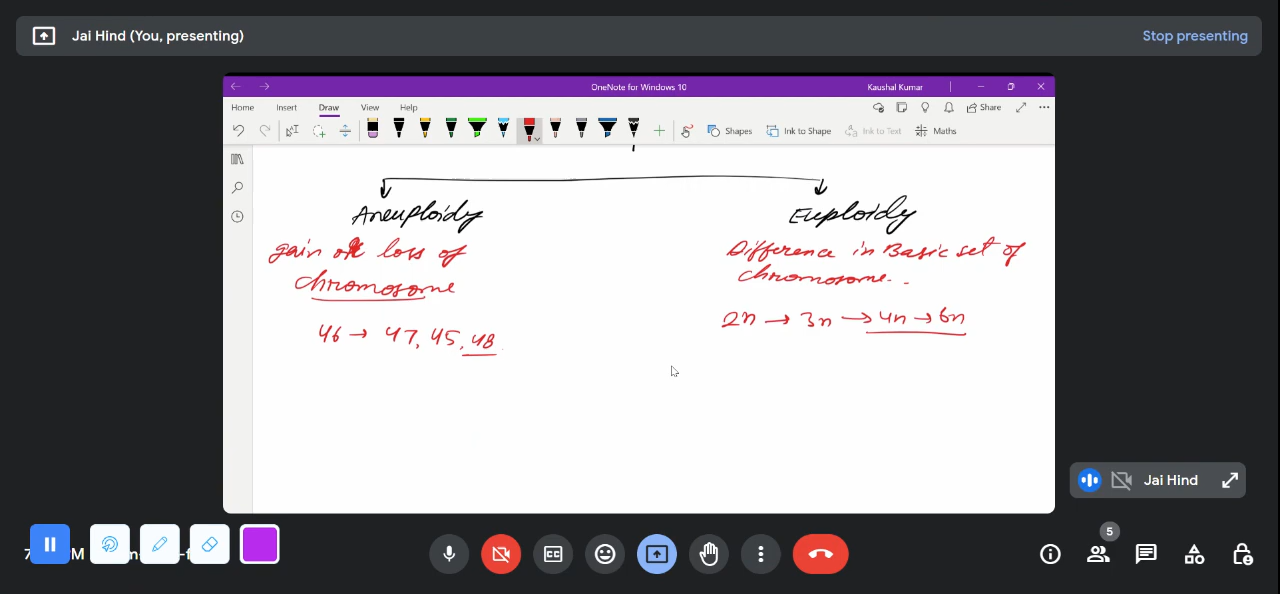 Jai Hind (You, presenting)
Stop presenting
OneNote for Windows 10
Kaushal Kumar
Home Insert Draw View Help
Share
Shapes Ink to Shape Ink to Text Maths
Aneuploidy
gain or loss of
chromosome
46 → 47, 45, 48
Euploidy
Difference in Basic set of
chromosome..
2n → 3n → 4n → 6n
Jai Hind
5